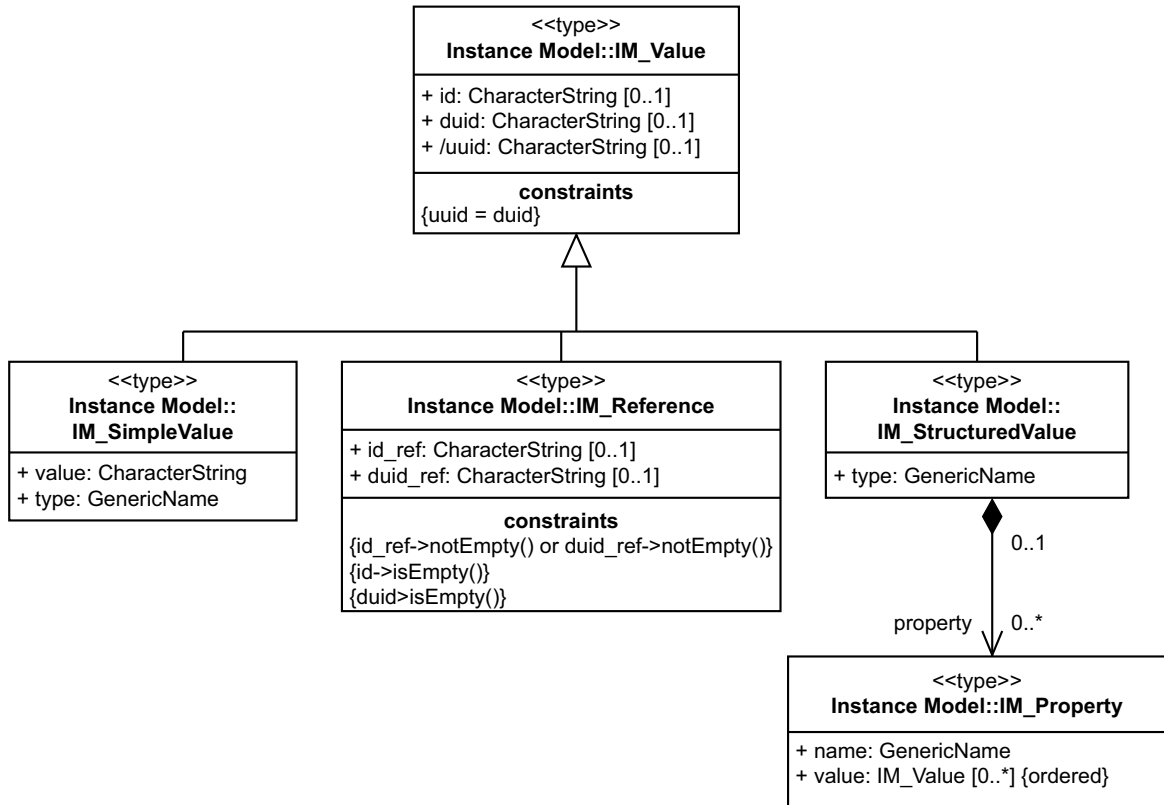 <<type>>
Instance Model::IM_Value
+ id: CharacterString [0..1]
+ duid: CharacterString [0..1]
+ /uuid: CharacterString [0..1]
constraints
{uuid = duid}
<<type>>
Instance Model::
IM_SimpleValue
+ value: CharacterString
+ type: GenericName
<<type>>
Instance Model::IM_Reference
+ id_ref: CharacterString [0..1]
+ duid_ref: CharacterString [0..1]
constraints
{id_ref->notEmpty() or duid_ref->notEmpty()}
{id->isEmpty()}
{duid>isEmpty()}
<<type>>
Instance Model::
IM_StructuredValue
+ type: GenericName
0..1
property
0..*
<<type>>
Instance Model::IM_Property
+ name: GenericName
+ value: IM_Value [0..*] {ordered}